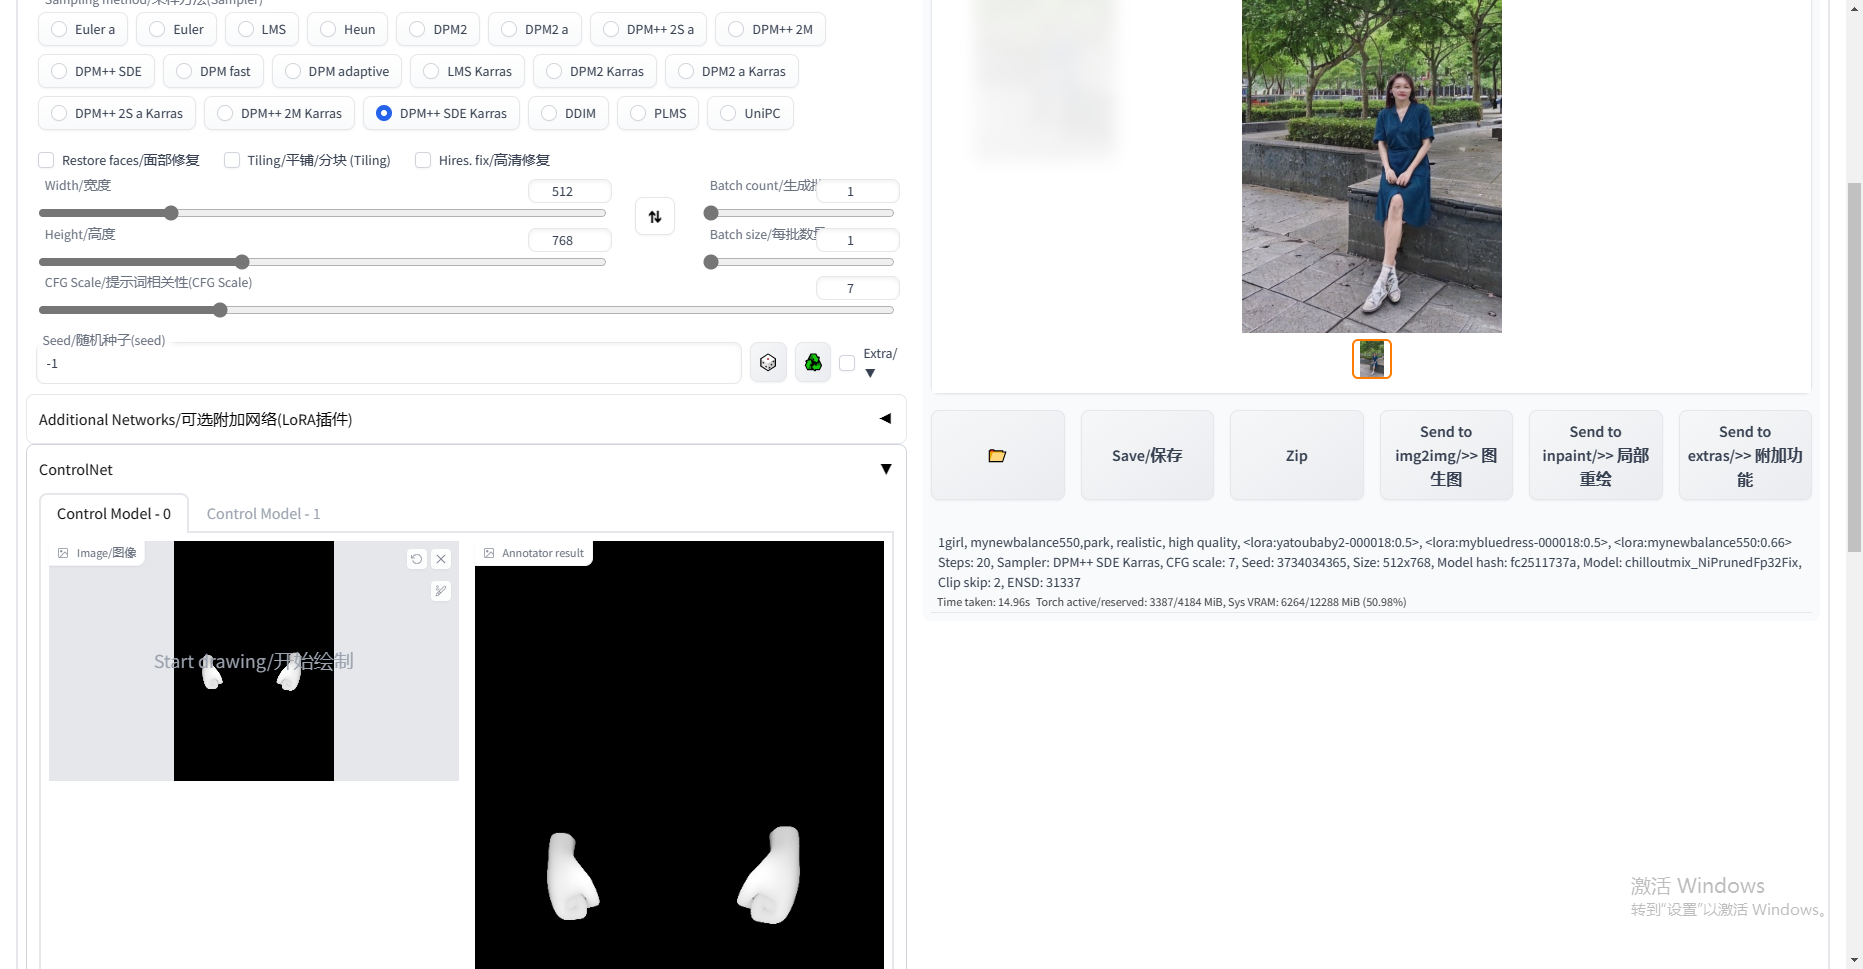 Sampling method/采样方法(Sampler)
Euler a
Euler
LMS
Heun
DPM2
DPM2 a
DPM++ 2S a
DPM++ 2M
DPM++ SDE
DPM fast
DPM adaptive
LMS Karras
DPM2 Karras
DPM2 a Karras
DPM++ 2S a Karras
DPM++ 2M Karras
DPM++ SDE Karras
DDIM
PLMS
UniPC
Restore faces/面部修复
Tiling/平铺/分块 (Tiling)
Hires. fix/高清修复
Width/宽度
512
Batch count/生成
1
Height/高度
768
Batch size/每批数
1
CFG Scale/提示词相关性(CFG Scale)
7
Seed/随机种子(seed)
-1
Extra/
▼
Additional Networks/可选附加网络(LoRA插件)
ControlNet
Control Model - 0
Control Model - 1
Image/图像
Start drawing/开始绘制
Annotator result
Save/保存
Zip
Send to
img2img/>> 图
生图
Send to
inpaint/>> 局部
重绘
Send to
extras/>> 附加功
能
1girl, mynewbalance550,park, realistic, high quality, <lora:yatoubaby2-000018:0.5>, <lora:mybluedress-000018:0.5>, <lora:mynewbalance550:0.66>
Steps: 20, Sampler: DPM++ SDE Karras, CFG scale: 7, Seed: 3734034365, Size: 512x768, Model hash: fc2511737a, Model: chilloutmix_NiPrunedFp32Fix,
Clip skip: 2, ENSD: 31337
Time taken: 14.96s Torch active/reserved: 3387/4184 MiB, Sys VRAM: 6264/12288 MiB (50.98%)
激活 Windows
转到“设置”以激活 Windows。